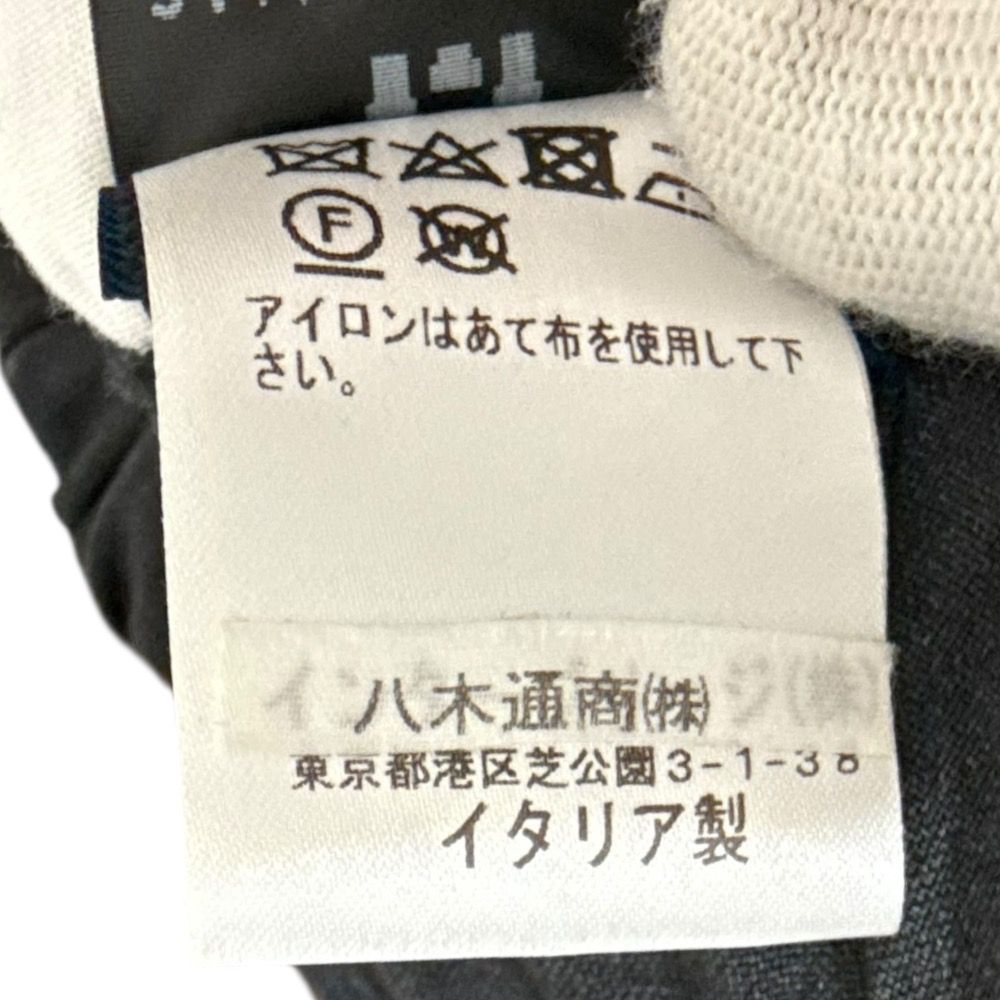 F
W
アイロンはあて布を使用して下
さい。
八木通商㈱
東京都港区芝公園3-1-38
イタリア製